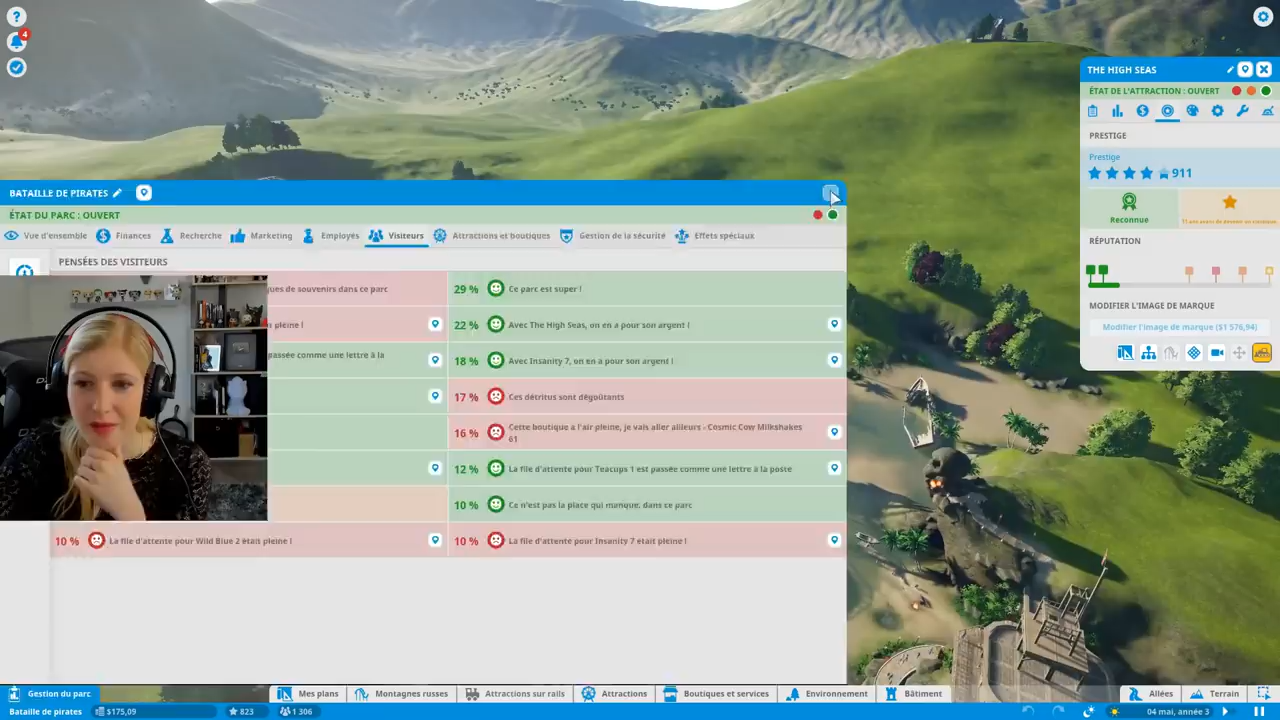 4
BATAILLE DE PIRATES
ÉTAT DU PARC : OUVERT
Vue d'ensemble
Finances
Recherche
Marketing
Employés
Visiteurs
Attractions et boutiques
Gestion de la sécurité
Effets spéciaux
PENSÉES DES VISITEURS
ques de souvenirs dans ce parc
29 % Ce parc est super !
pleine !
22 % Avec The High Seas, on en a pour son argent !
passée comme une lettre à la
18 % Avec Insanity 7, on en a pour son argent !
17 % Ces détritus sont dégoûtants
16 % Cette boutique a l'air pleine, je vais aller ailleurs - Cosmic Cow Milkshakes
61
12 % La file d'attente pour Teacups 1 est passée comme une lettre à la poste
10 % Ce n'est pas la place qui manque, dans ce parc
10 % La file d'attente pour Wild Blue 2 était pleine !
10 % La file d'attente pour Insanity 7 était pleine !
THE HIGH SEAS
ÉTAT DE L'ATTRACTION : OUVERT
PRESTIGE
Prestige
911
Reconnue
11 ans avant de devenir un classique
RÉPUTATION
MODIFIER L'IMAGE DE MARQUE
Modifier l'image de marque ($1 576,94)
Gestion du parc
Mes plans
Montagnes russes
Attractions sur rails
Attractions
Boutiques et services
Environnement
Bâtiment
Allées
Terrain
Bataille de pirates
$175,09
823
1 306
04 mai, année 3